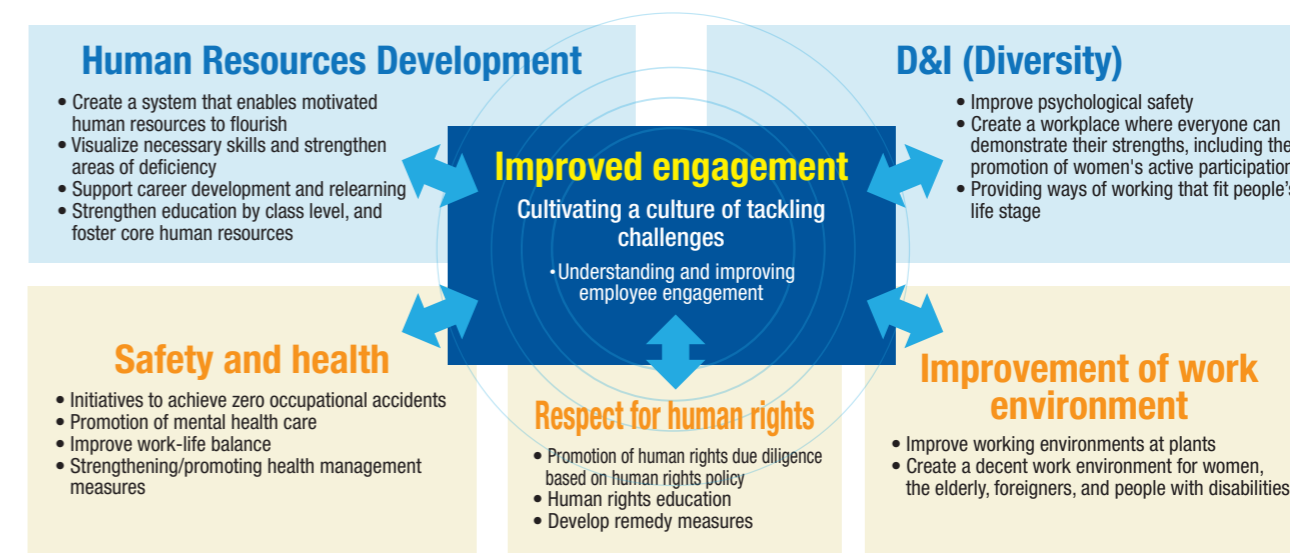 Human Resources Development
• Create a system that enables motivated
human resources to flourish
• Visualize necessary skills and strengthen
areas of deficiency
• Support career development and relearning
• Strengthen education by class level, and
foster core human resources
D&I (Diversity)
• Improve psychological safety
• Create a workplace where everyone can
demonstrate their strengths, including the
promotion of women's active participation
• Providing ways of working that fit people's
life stage
Improved engagement
Cultivating a culture of tackling
challenges
•Understanding and improving
employee engagement
Safety and health
• Initiatives to achieve zero occupational accidents
• Promotion of mental health care
• Improve work-life balance
• Strengthening/promoting health management
measures
Respect for human rights
• Promotion of human rights due diligence
based on human rights policy
• Human rights education
• Develop remedy measures
Improvement of work
environment
• Improve working environments at plants
• Create a decent work environment for women,
the elderly, foreigners, and people with disabilities